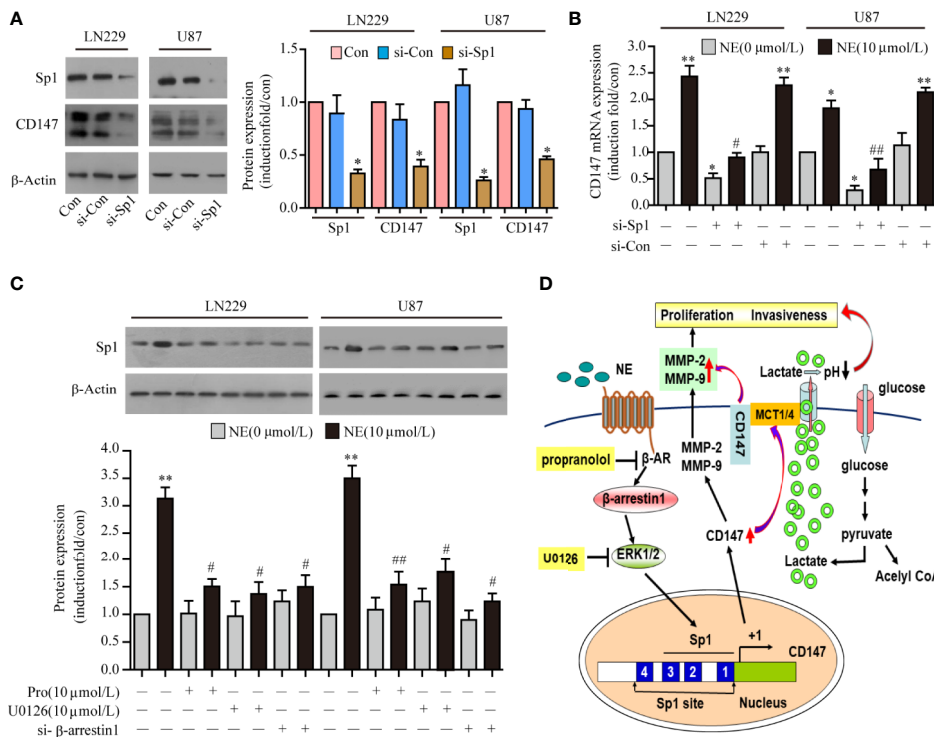 A
LN229
U87
Sp1
CD147
β-Actin
Con
si-Con
si-Sp1
Con
si-Con
si-Sp1
LN229
U87
Con
si-Con
si-Sp1
Protein expression
(inductionfold/con)
1.5
1.0
0.5
0.0
*
*
*
*
Sp1
CD147
Sp1
CD147
B
LN229
U87
NE(0 μmol/L)
NE(10 μmol/L)
CD147 mRNA expression
(induction fold/con)
3.0
2.5
2.0
1.5
1.0
0.5
0.0
**
*
#
**
*
*
##
**
si-Sp1
– – + + – – – – + + – –
si-Con
– – – – + + – – – – + +
C
LN229
U87
Sp1
β-Actin
NE(0 μmol/L)
NE(10 μmol/L)
Protein expression
(inductionfold/con)
4.0
3.5
3.0
2.5
2.0
1.5
1.0
0.5
0.0
**
#
#
#
**
##
#
#
Pro(10 μmol/L)
– – + + – – – – – – + + – – – –
U0126(10 μmol/L)
– – – – + + – – – – – – + + – –
si- β-arrestin1
– – – – – – + + – – – – – – + +
D
Proliferation Invasiveness
MMP-2
MMP-9
NE
Lactate
pH
glucose
MCT1/4
CD147
MMP-2
MMP-9
propranolol
β-AR
glucose
β-arrestin1
pyruvate
CD147
U0126
ERK1/2
Lactate
Acetyl CoA
Sp1
+1
CD147
4
3
2
1
Sp1 site
Nucleus